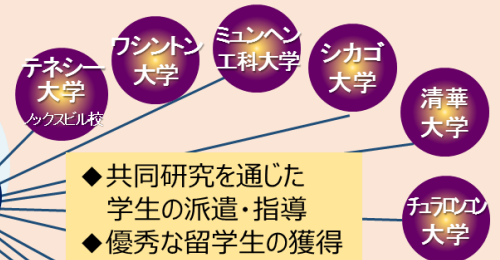 テネシー
大学
ノックスビル校
ワシントン
大学
ミュンヘン
工科大学
シカゴ
大学
清華
大学
チュラロンコン
大学
◆共同研究を通じた
学生の派遣・指導
◆優秀な留学生の獲得